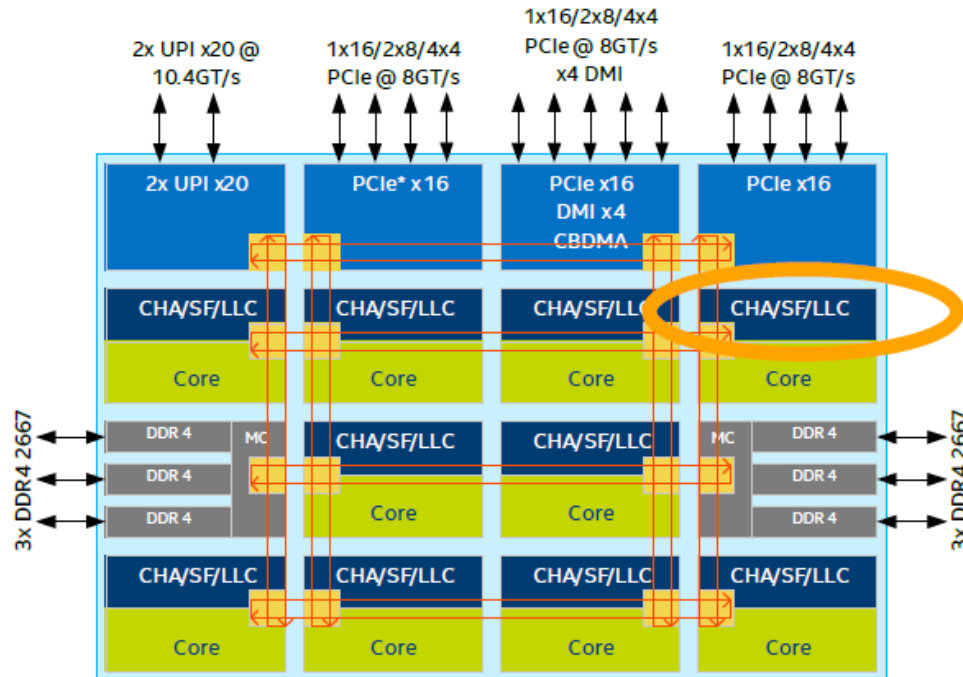 2x UPI x20 @
10.4GT/s
1x16/2x8/4x4
PCIe @ 8GT/s
1x16/2x8/4x4
PCIe @ 8GT/s
x4 DMI
1x16/2x8/4x4
PCIe @ 8GT/s
2x UPI x20
PCIe* x16
PCIe x16
DMI x4
CBDMA
PCIe x16
CHA/SF/LLC
CHA/SF/LLC
CHA/SF/LLC
CHA/SF/LLC
Core
Core
Core
Core
3x DDR4 2667
DDR 4
DDR 4
DDR 4
MC
CHA/SF/LLC
CHA/SF/LLC
Core
Core
MC
DDR 4
DDR 4
DDR 4
3x DDR4 2667
CHA/SF/LLC
CHA/SF/LLC
CHA/SF/LLC
CHA/SF/LLC
Core
Core
Core
Core